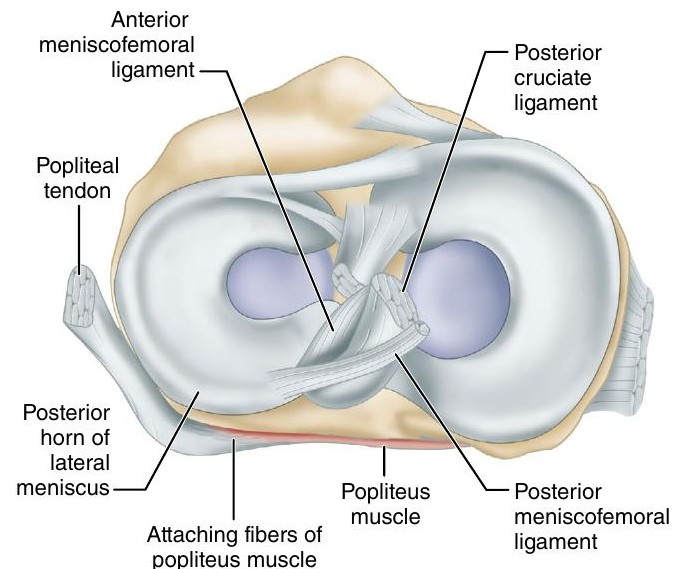 Anterior
meniscofemoral
ligament
Posterior
cruciate
ligament
Popliteal
tendon
Posterior
horn of
lateral
meniscus
Attaching fibers of
popliteus muscle
Popliteus
muscle
Posterior
meniscofemoral
ligament